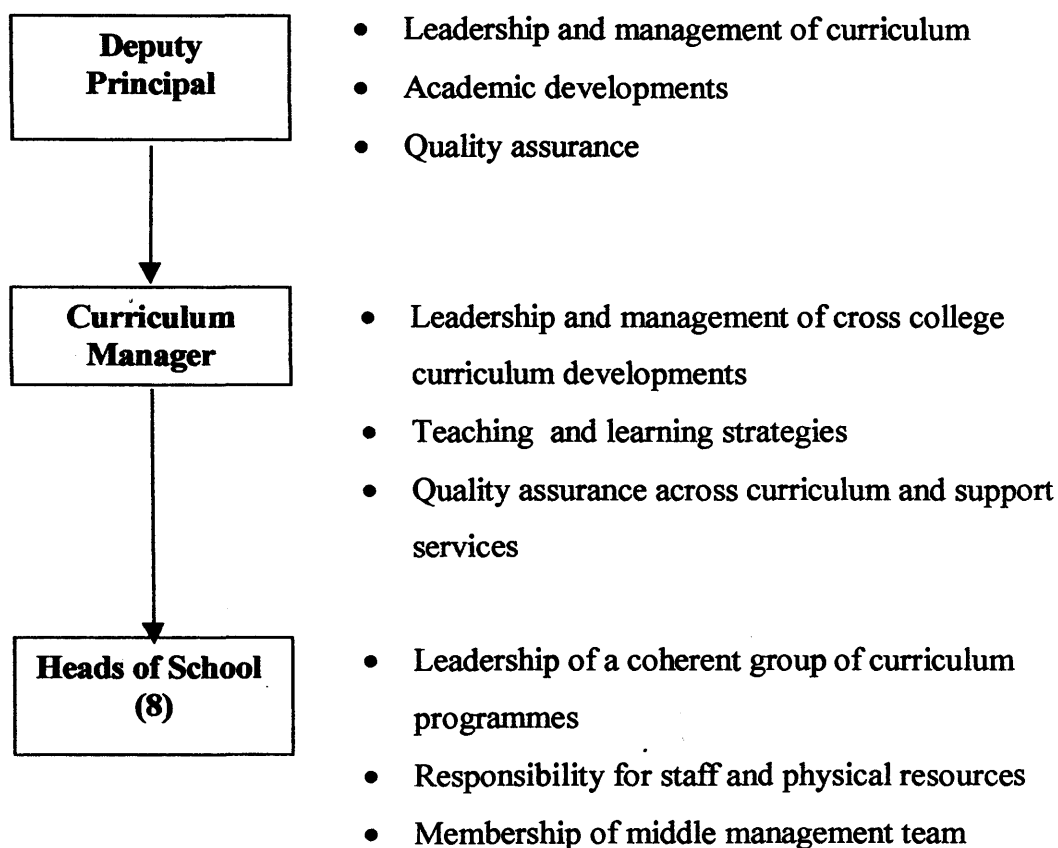 Deputy
Principal
• Leadership and management of curriculum
• Academic developments
• Quality assurance
Curriculum
Manager
• Leadership and management of cross college
curriculum developments
• Teaching and learning strategies
• Quality assurance across curriculum and support
services
Heads of School
(8)
• Leadership of a coherent group of curriculum
programmes
• Responsibility for staff and physical resources
• Membership of middle management team